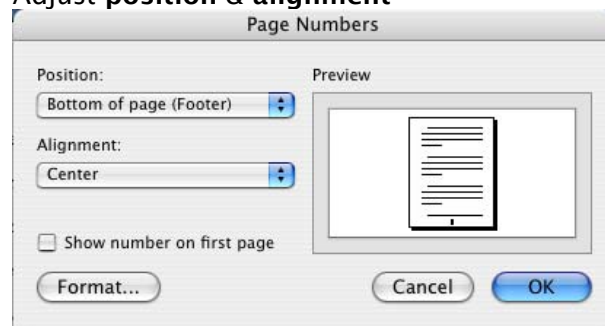 Adjust position & alignment
Page Numbers
Position:
Preview
Bottom of page (Footer)
Alignment:
Center
Show number on first page
Format...
Cancel
OK